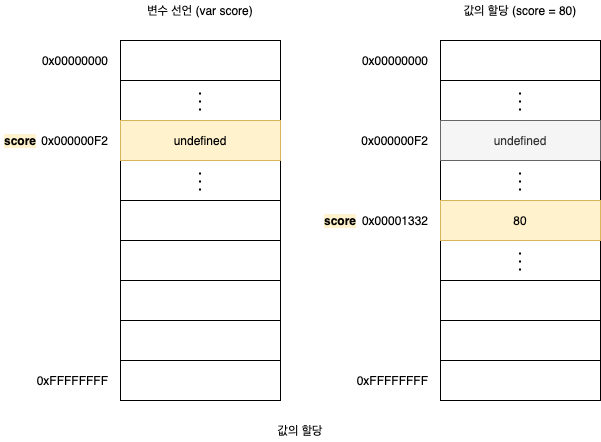 변수 선언 (var score)
0x00000000
score 0x000000F2
undefined
0xFFFFFFFF
값의 할당 (score = 80)
0x00000000
0x000000F2
undefined
score 0x00001332
80
0xFFFFFFFF
값의 할당